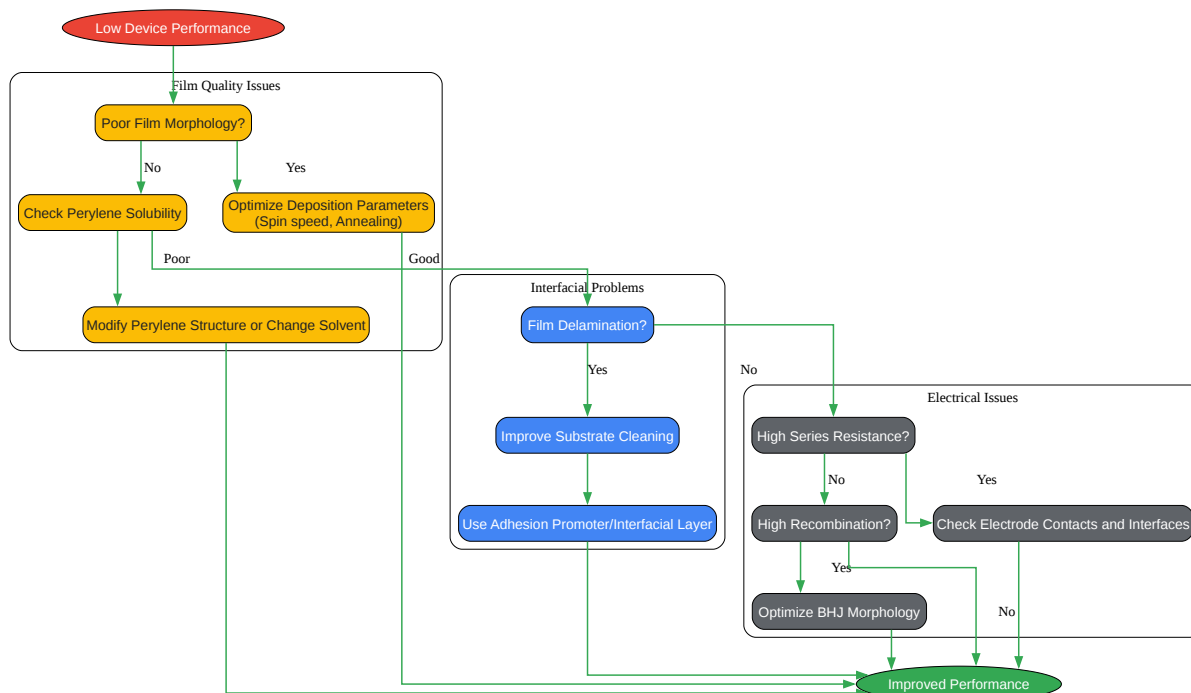 Low Device Performance
Film Quality Issues
Poor Film Morphology?
No
Yes
Check Perylene Solubility
Optimize Deposition Parameters
(Spin speed, Annealing)
Poor
Good
Interfacial Problems
Modify Perylene Structure or Change Solvent
Film Delamination?
Yes
No
Electrical Issues
Improve Substrate Cleaning
High Series Resistance?
No
Yes
Use Adhesion Promoter/Interfacial Layer
High Recombination?
Check Electrode Contacts and Interfaces
Yes
Optimize BHJ Morphology
No
Improved Performance